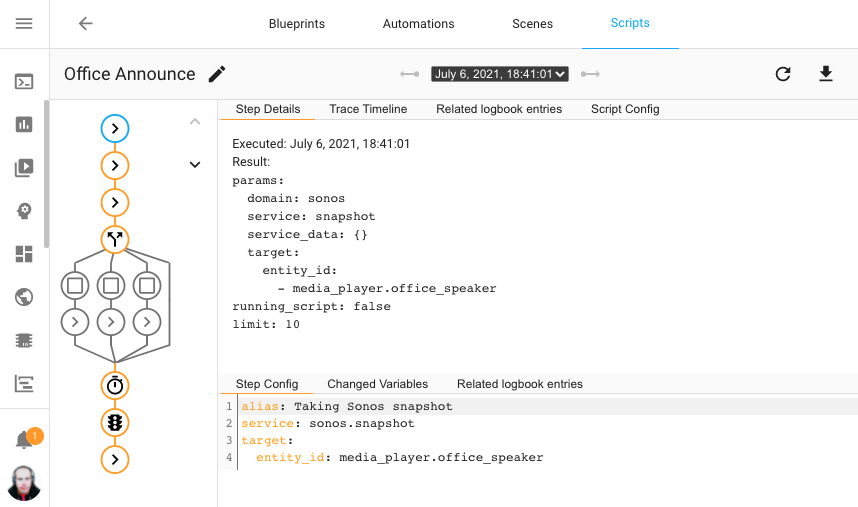 Blueprints Automations Scenes Scripts
Office Announce July 6, 2021, 18:41:01
Step Details Trace Timeline Related logbook entries Script Config
Executed: July 6, 2021, 18:41:01
Result:
params:
  domain: sonos
  service: snapshot
  service_data: {}
  target:
    entity_id:
      - media_player.office_speaker
running_script: false
limit: 10
Step Config Changed Variables Related logbook entries
1 alias: Taking Sonos snapshot
2 service: sonos.snapshot
3 target:
4   entity_id: media_player.office_speaker
1